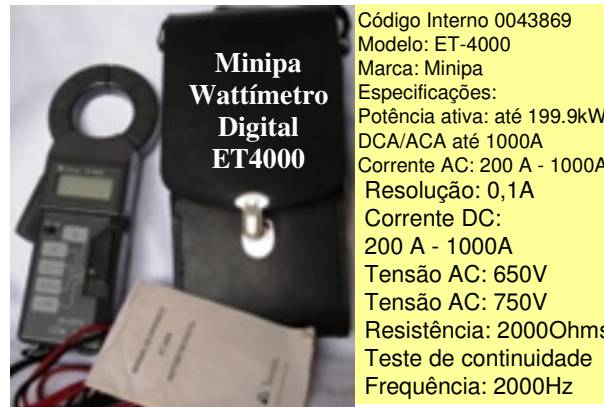 Minipa
Wattímetro
Digital
ET4000
Código Interno 0043869
Modelo: ET-4000
Marca: Minipa
Especificações:
Potência ativa: até 199.9kW
DCA/ACA até 1000A
Corrente AC: 200 A - 1000A
Resolução: 0,1A
Corrente DC:
200 A - 1000A
Tensão AC: 650V
Tensão AC: 750V
Resistência: 2000Ohms
Teste de continuidade
Frequência: 2000Hz